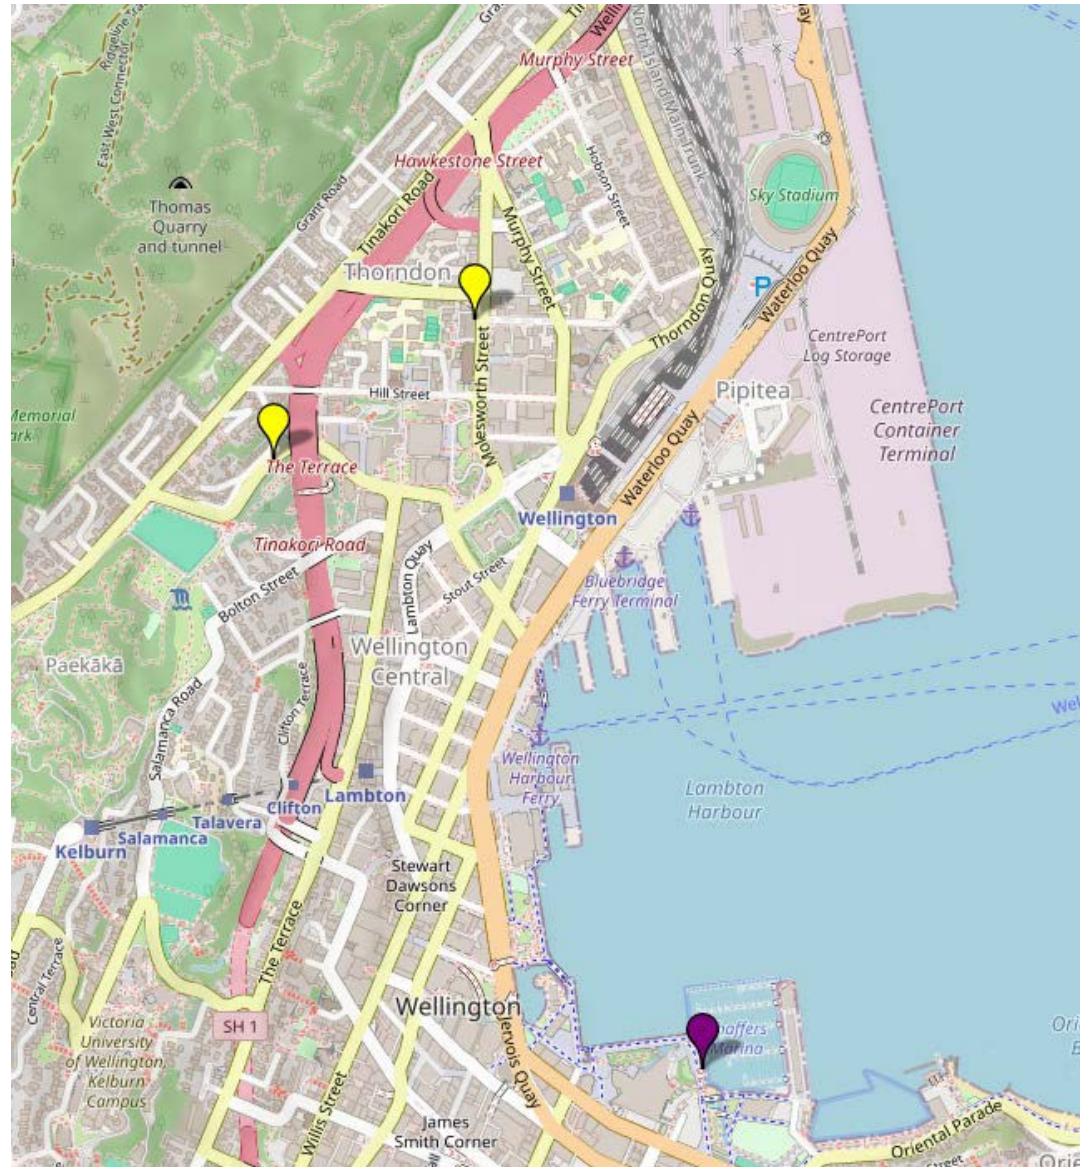 Murphy Street
North Island Main Trunk
East West Connector
Hawkestone Street
Hobson Street
Sky Stadium
Thomas
Quarry
and tunnel
Grant Road
Tinakori Road
Murphy Street
Thorndon
P
Waterloo Quay
Thorndon Quay
CentrePort
Log Storage
Molesworth Street
Hill Street
Pipitea
Memorial
CentrePort
Container
Terminal
Waterloo Quay
The Terrace
Wellington
Tinakori Road
Lambton Quay
Stout Street
Bolton Street
Bluebridge
Ferry Terminal
Wellington
Central
Paekākā
Clifton Terrace
Salamanca Road
Wellington
Harbour
Ferry
Lambton
Harbour
Clifton
Lambton
Talavera
Salamanca
Kelburn
Stewart
Dawsons
Corner
The Terrace
Central Terrace
Wellington
SH 1
Victoria
University
of Wellington,
Kelburn
Campus
Jervois Quay
Marina
Willis Street
James
Smith Corner
Oriental Parade